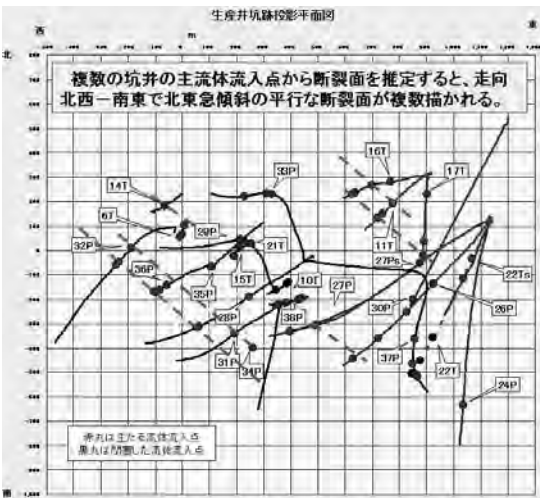 生産井坑跡投影平面図
西
東
m
北
複数の坑井の主流体流入点から断裂面を推定すると、走向
北西－南東で北東急傾斜の平行な断裂面が複数描かれる。
16T
33P
17T
14T
6T
29P
11T
32P
21T
27Ps
36P
22Ts
35P
15T
10T
27P
26P
28P
38P
30P
31P
34P
37P
22T
24P
赤丸は主たる流体流入点
黒丸は閉塞した流体流入点
南